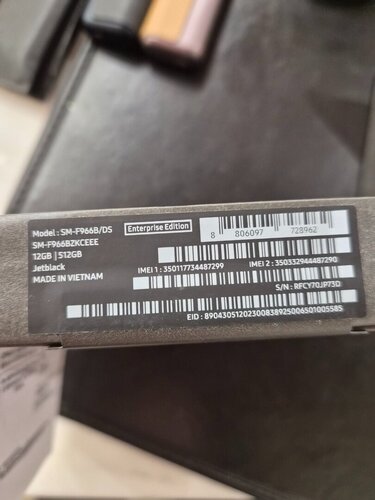 Model : SM-F966B/DS
Enterprise Edition
SM-F966BZKCEEE
12GB | 512GB
Jetblack
MADE IN VIETNAM
8 806097 728962
IMEI 1 : 350117734487299
IMEI 2 : 350332944487290
S/N : RFCY70JP73D
EID : 89043051202300838925006501005585